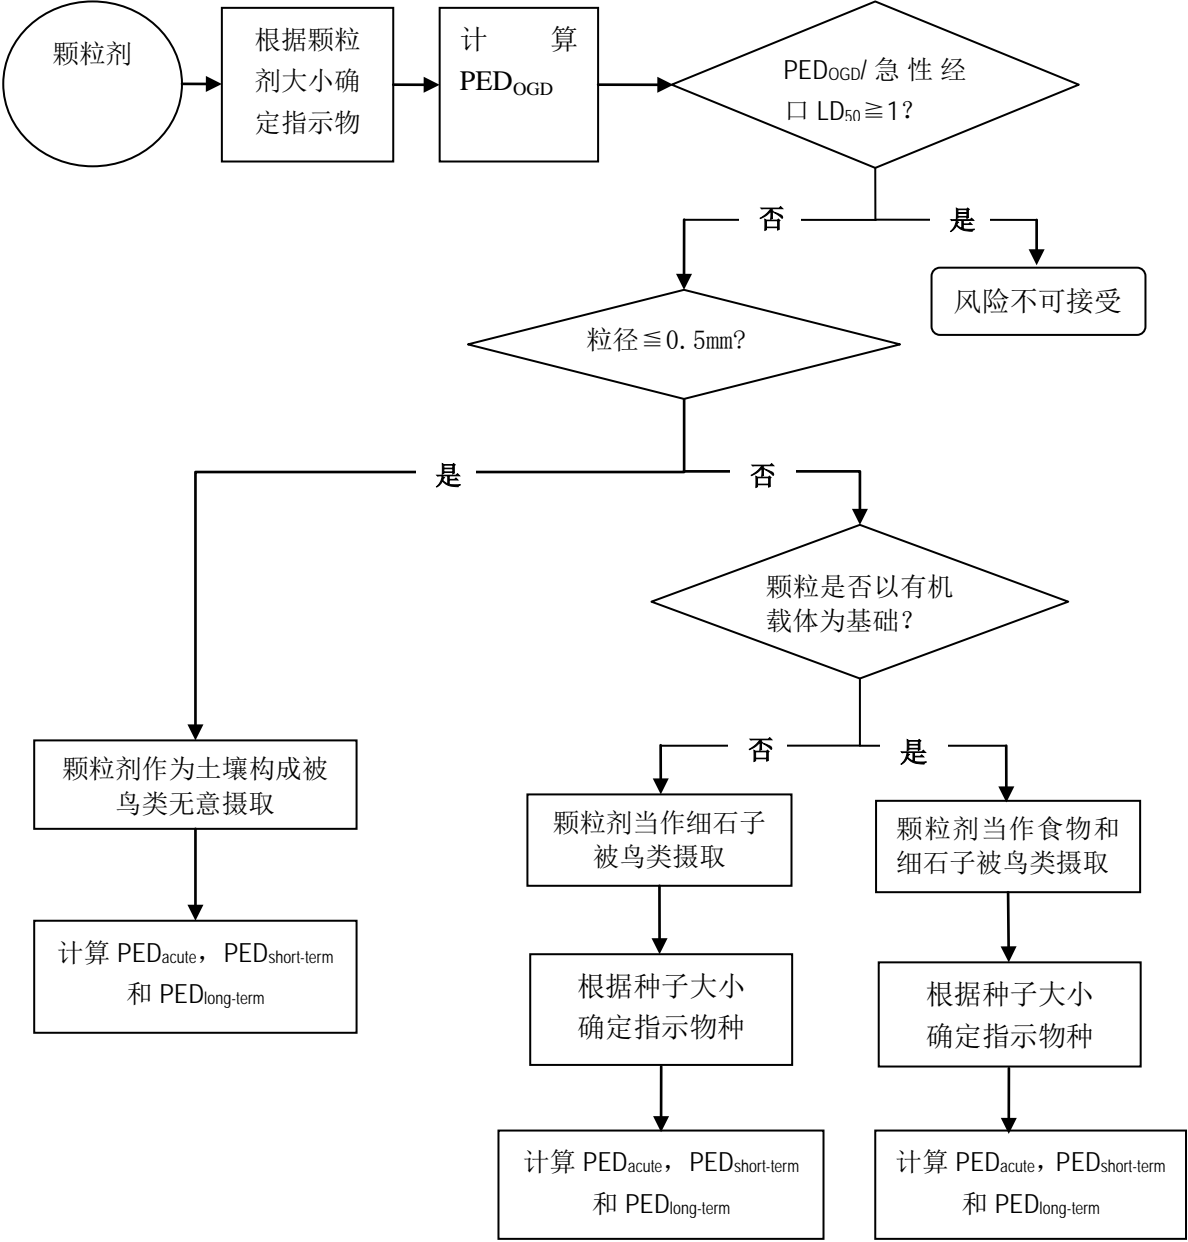 颗粒剂
根据颗粒
剂大小确
定指示物
计 算
PEDOGD
PEDOGD/急性经
口 LD50≧1？
否
是
风险不可接受
粒径≦0.5mm?
是
否
颗粒是否以有机
载体为基础？
否
是
颗粒剂作为土壤构成被
鸟类无意摄取
颗粒剂当作细石子
被鸟类摄取
颗粒剂当作食物和
细石子被鸟类摄取
计算 PEDacute，PEDshort-term
和 PEDlong-term
根据种子大小
确定指示物种
根据种子大小
确定指示物种
计算 PEDacute，PEDshort-term
和 PEDlong-term
计算 PEDacute，PEDshort-term
和 PEDlong-term